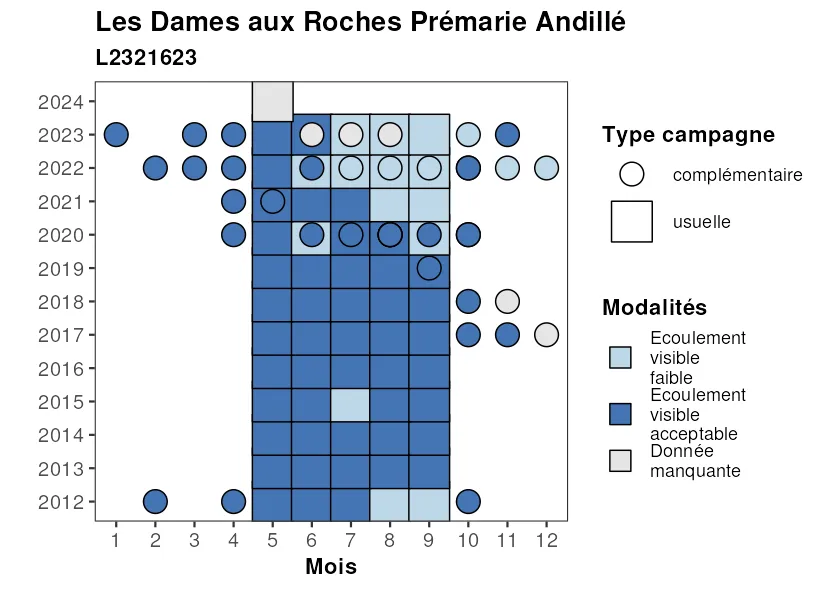 Les Dames aux Roches Prémarie Andillé
L2321623
2024
2023
2022
2021
2020
2019
2018
2017
2016
2015
2014
2013
2012
1 2 3 4 5 6 7 8 9 10 11 12
Mois
Type campagne
complémentaire
usuelle
Modalités
Ecoulement
visible
faible
Ecoulement
visible
acceptable
Donnée
manquante